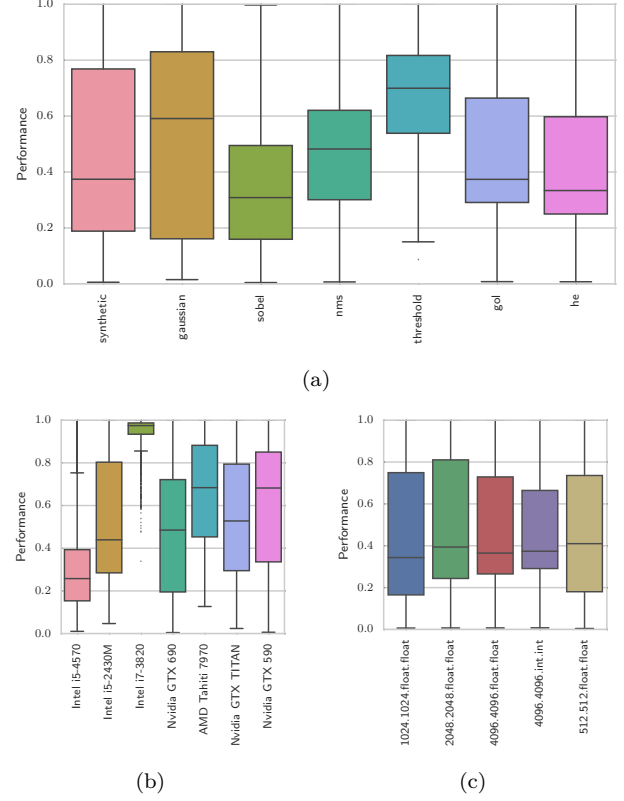 1.0
0.8
0.6
0.4
0.2
0.0
Performance
synthetic
gaussian
sobel
nms
threshold
gol
he
(a)
1.0
0.8
0.6
0.4
0.2
0.0
Performance
Intel i5-4570
Intel i5-2430M
Intel i7-3820
Nvidia GTX 690
AMD Tahiti 7970
Nvidia GTX TITAN
Nvidia GTX 590
(b)
1.0
0.8
0.6
0.4
0.2
0.0
Performance
1024.1024.float.float
2048.2048.float.float
4096.4096.float.float
4096.4096.int.int
512.512.float.float
(c)